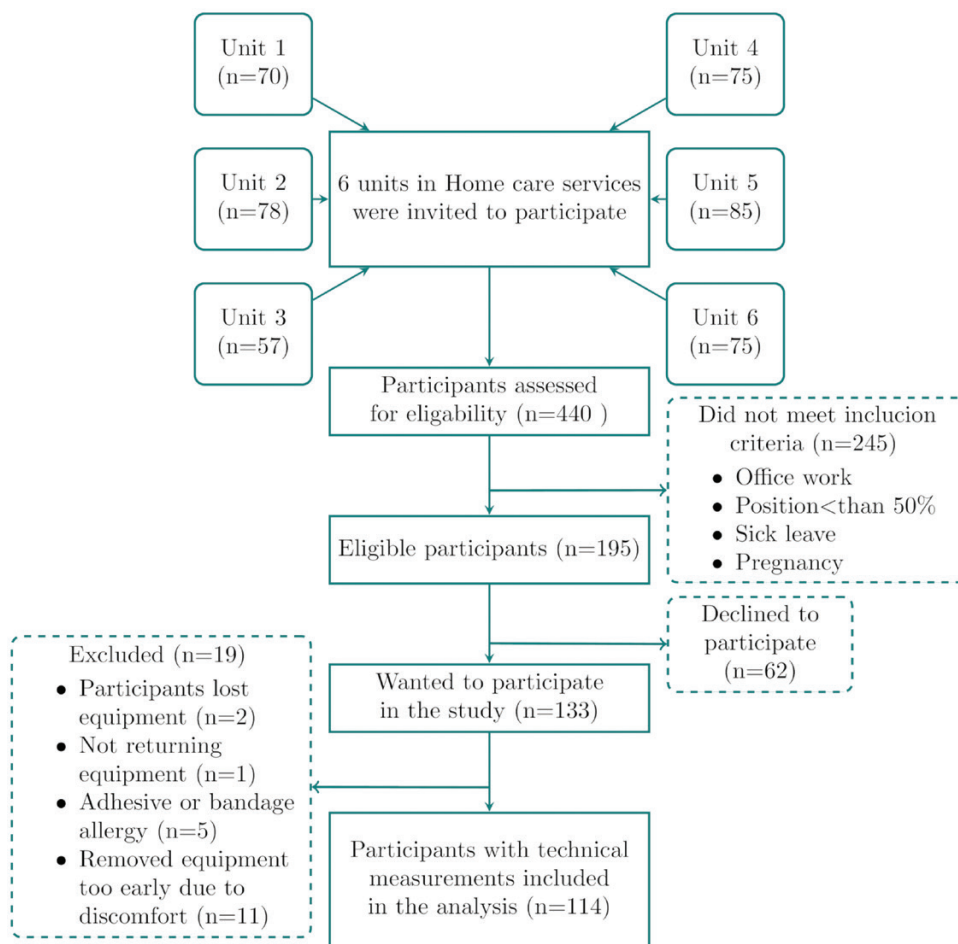 Unit 1
(n=70)
Unit 4
(n=75)
Unit 2
(n=78)
6 units in Home care services
were invited to participate
Unit 5
(n=85)
Unit 3
(n=57)
Unit 6
(n=75)
Participants assessed
for eligability (n=440 )
Did not meet inclucion
criteria (n=245)
• Office work
• Position<than 50%
• Sick leave
• Pregnancy
Eligible participants (n=195)
Declined to
participate
(n=62)
Wanted to participate
in the study (n=133)
Excluded (n=19)
• Participants lost
equipment (n=2)
• Not returning
equipment (n=1)
• Adhesive or bandage
allergy (n=5)
• Removed equipment
too early due to
discomfort (n=11)
Participants with technical
measurements included
in the analysis (n=114)